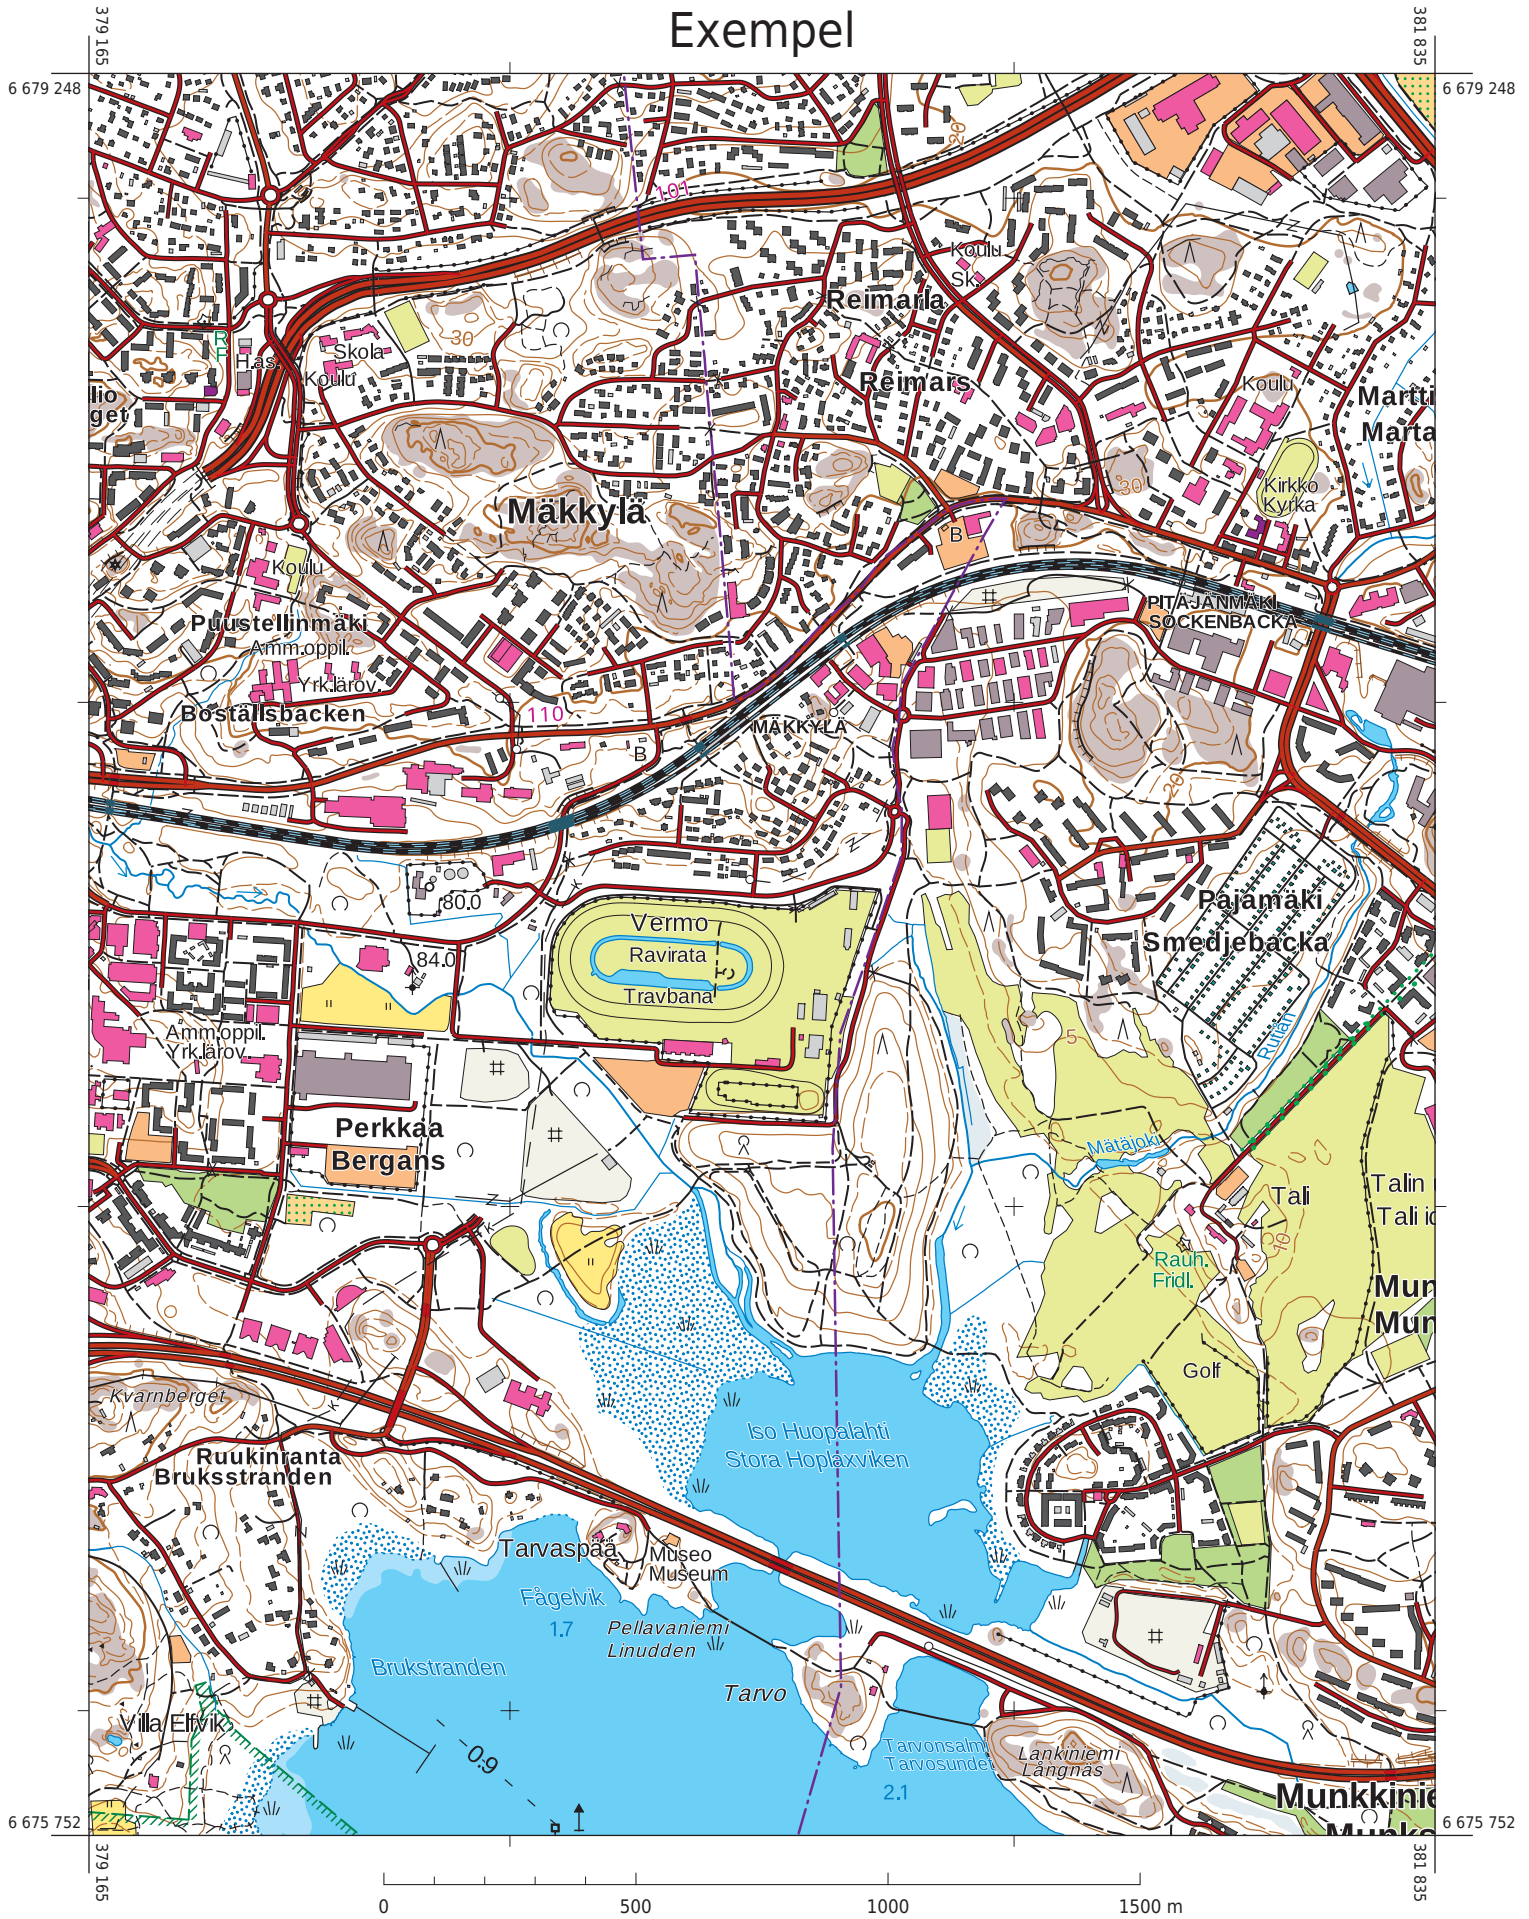 Exempel
379 165
381 835
6 679 248
6 679 248
20
101
Koulu
Sk.
Reimarla
30
R
F
H.as.
Skola
Koulu
Reimars
Koulu
Martti
Marta
lio
get
Mäkkylä
30
Kirkko
Kyrka
B
Koulu
PITÄJÄNMÄKI
SOCKENBACKA
Puustellinmäki
Amm.oppil.
Yrk.lärov.
Boställsbacken
110
MÄKKYLÄ
B
20
80.0
Pajamäki
Smedjebacka
Vermo
Ravirata
Travbana
84.0
Amm.oppil.
Yrk.lärov.
5
Mätäjoki
Perkkaa
Bergans
Tali
Talin
Tali
10
Rauh.
Fridl.
Mun
Mun
Golf
Kvarnberget
Iso Huopalahti
Stora Hoplaxviken
Ruukinranta
Bruksstranden
Tarvaspää
Museo
Museum
Fågelvik
1.7
Pellavaniemi
Linudden
Brukstranden
Tarvo
Villa Elfvik
0.9
Tarvonsalmi
Tarvosundet
2.1
Lankiniemi
Långnäs
Munkkinie
Munks
6 675 752
6 675 752
379 165
381 835
0
500
1000
1500 m